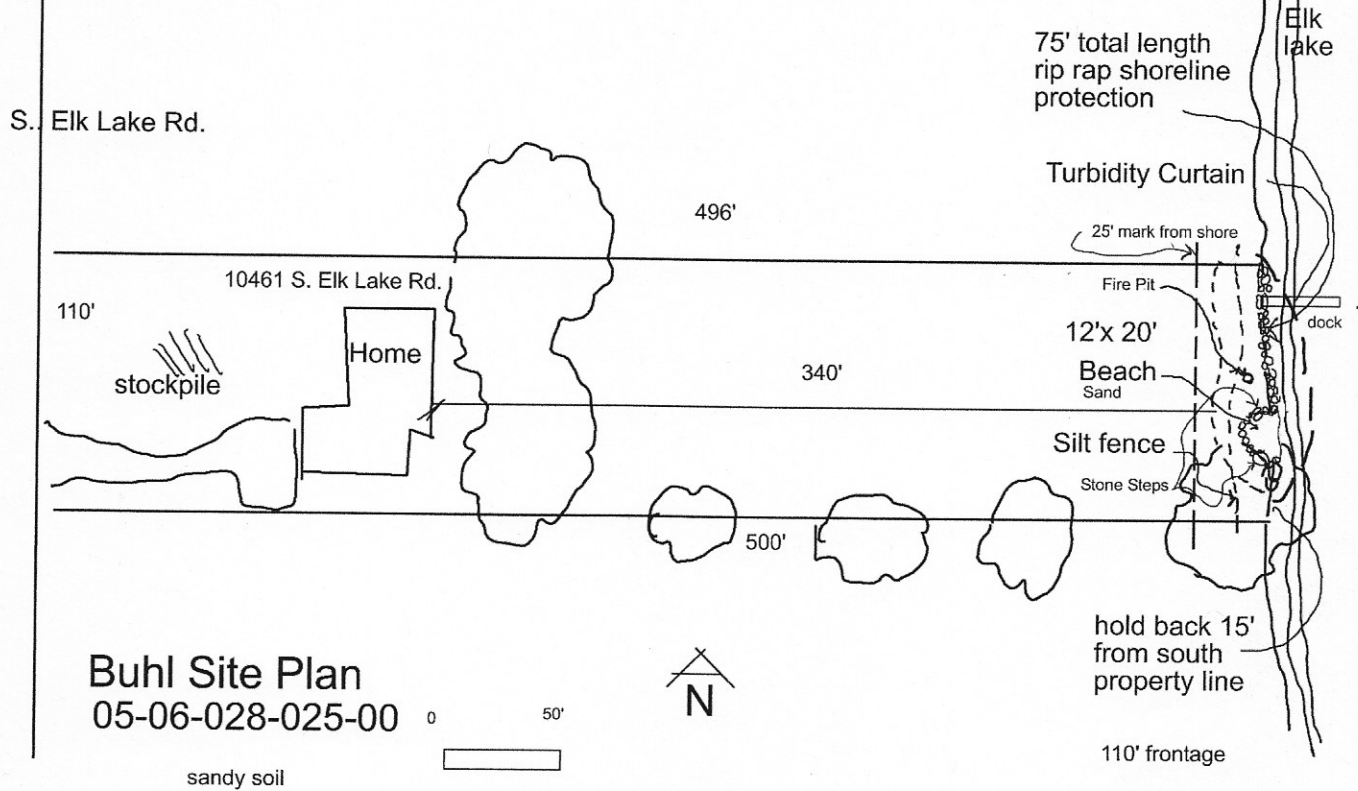 Elk
lake
75' total length
rip rap shoreline
protection
S. Elk Lake Rd.
Turbidity Curtain
496'
25' mark from shore
10461 S. Elk Lake Rd.
Fire Pit
110'
dock
12'x 20'
Home
Beach
Sand
340'
stockpile
Silt fence
Stone Steps
500'
hold back 15'
from south
property line
Buhl Site Plan
05-06-028-025-00
0 50'
N
110' frontage
sandy soil